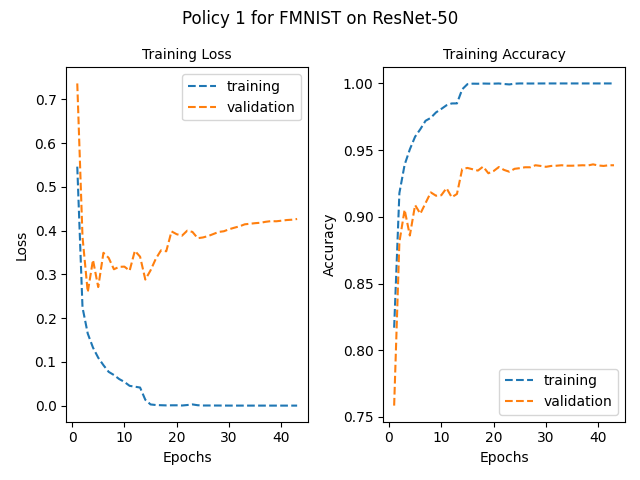 Policy 1 for FMNIST on ResNet-50
Training Loss
training
validation
0.7
0.6
0.5
0.4
0.3
0.2
0.1
0.0
Loss
0
10
20
30
40
Epochs
Training Accuracy
1.00
0.95
0.90
0.85
0.80
0.75
Accuracy
training
validation
0
10
20
30
40
Epochs